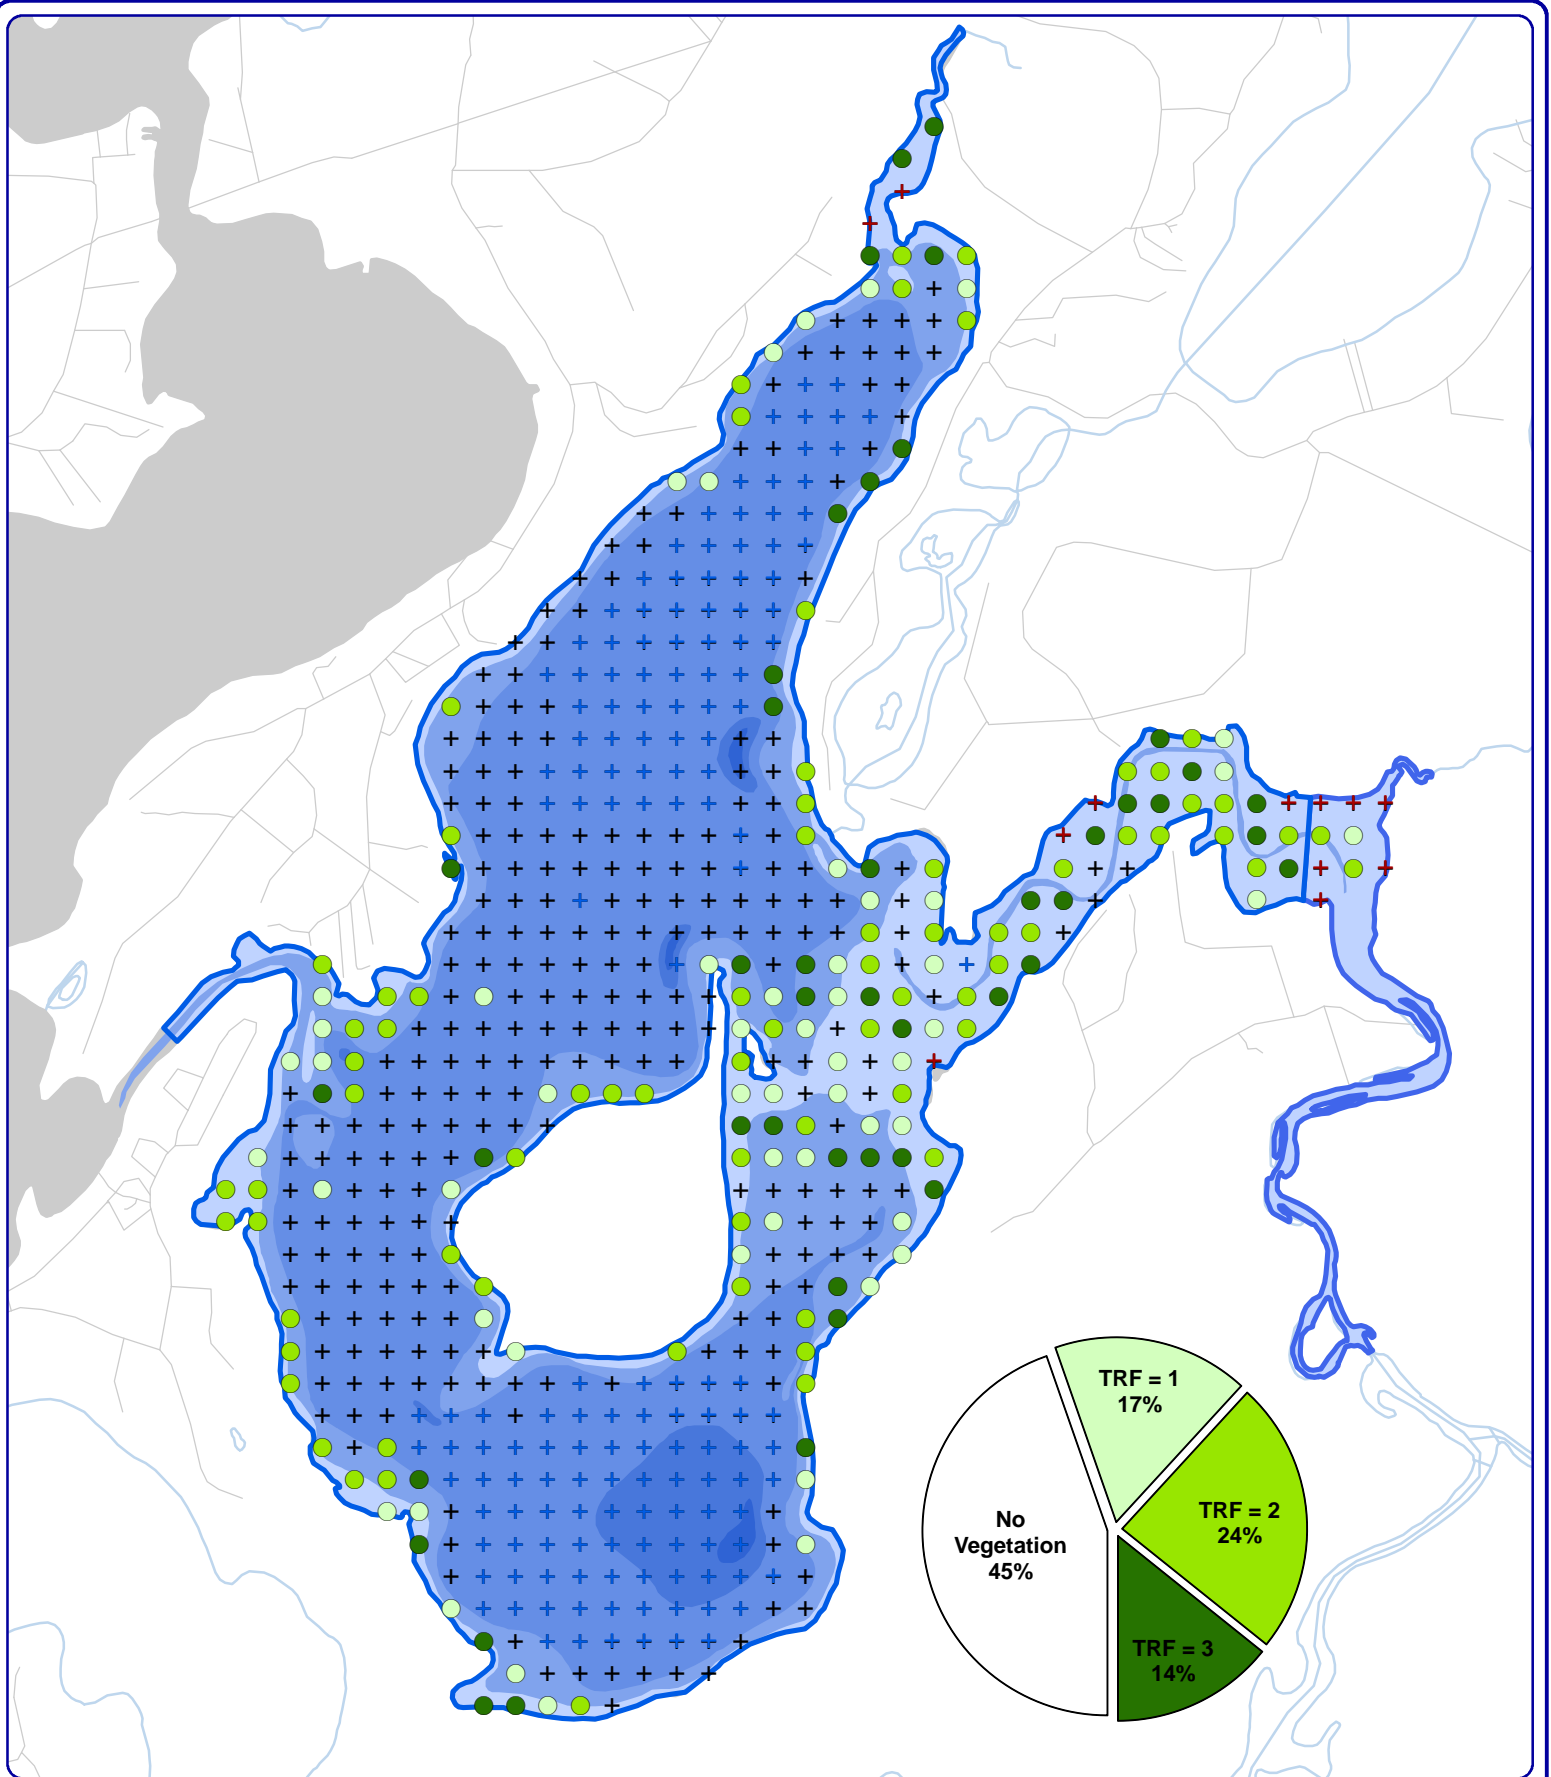 TRF = 1
17%
TRF = 2
24%
No
Vegetation
45%
TRF = 3
14%